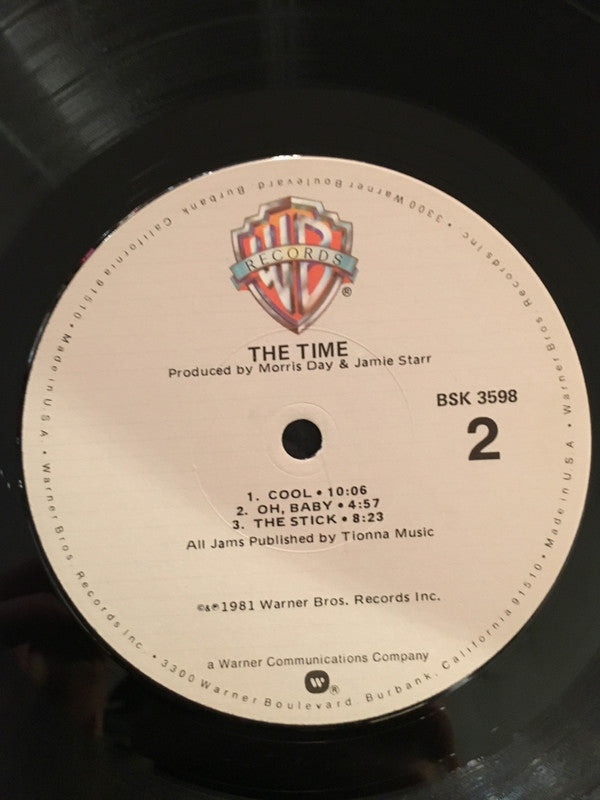 WB
RECORDS
®
THE TIME
Produced by Morris Day & Jamie Starr
BSK 3598
2
1. COOL • 10:06
2. OH, BABY • 4:57
3. THE STICK • 8:23
All Jams Published by Tionna Music
©&℗1981 Warner Bros. Records Inc.
a Warner Communications Company
W®
Warner Bros. Records Inc. • 3300 Warner Boulevard. Burbank. California 91510 • Made in U.S.A. • Warner Bros. Records Inc. • 3300 Warner Boulevard. Burbank. California 91510 • Made in U.S.A. •